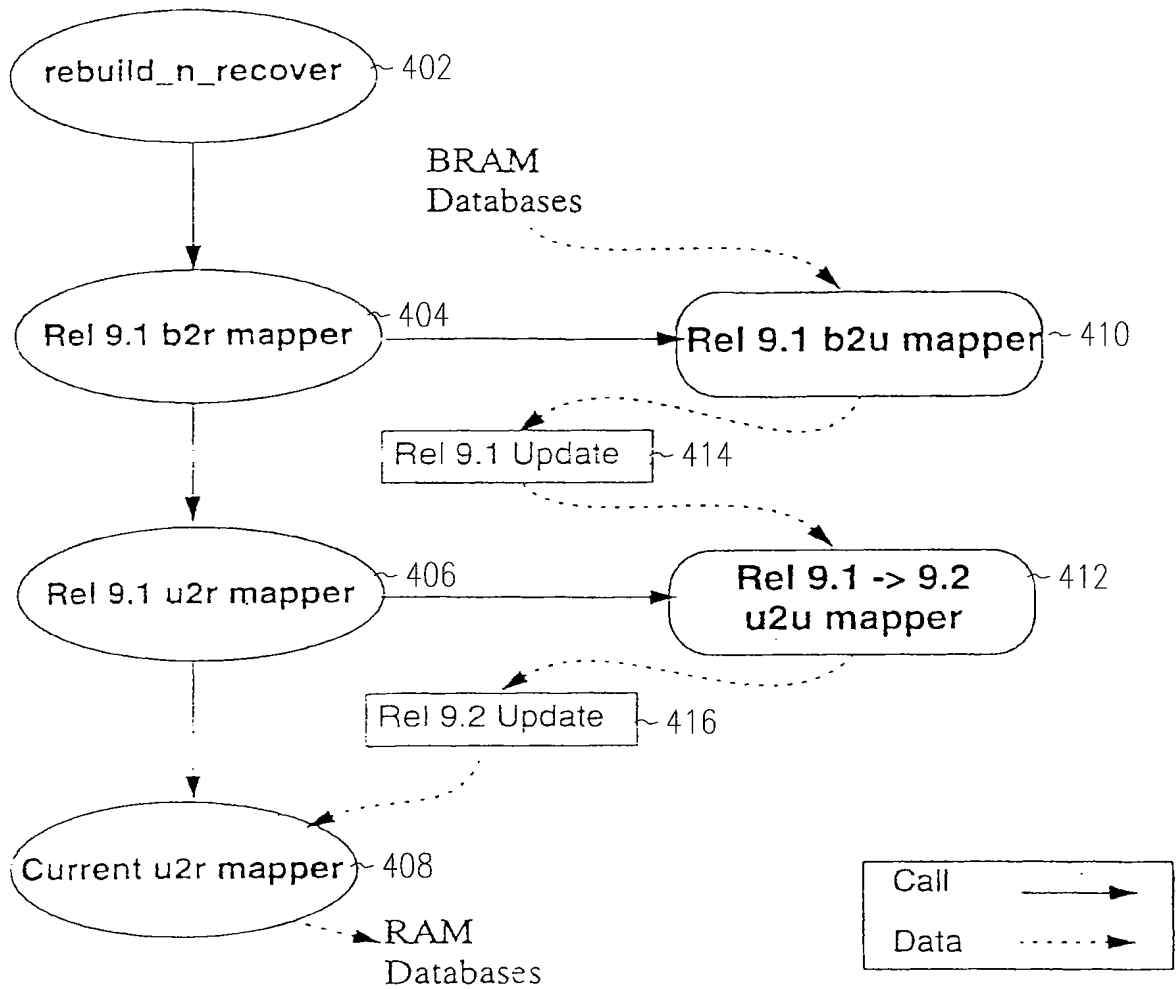 rebuild_n_recover
402
BRAM
Databases
Rel 9.1 b2r mapper
404
Rel 9.1 b2u mapper
410
Rel 9.1 Update
414
Rel 9.1 u2r mapper
406
Rel 9.1 -> 9.2
u2u mapper
412
Rel 9.2 Update
416
Current u2r mapper
408
RAM
Databases
Call
Data